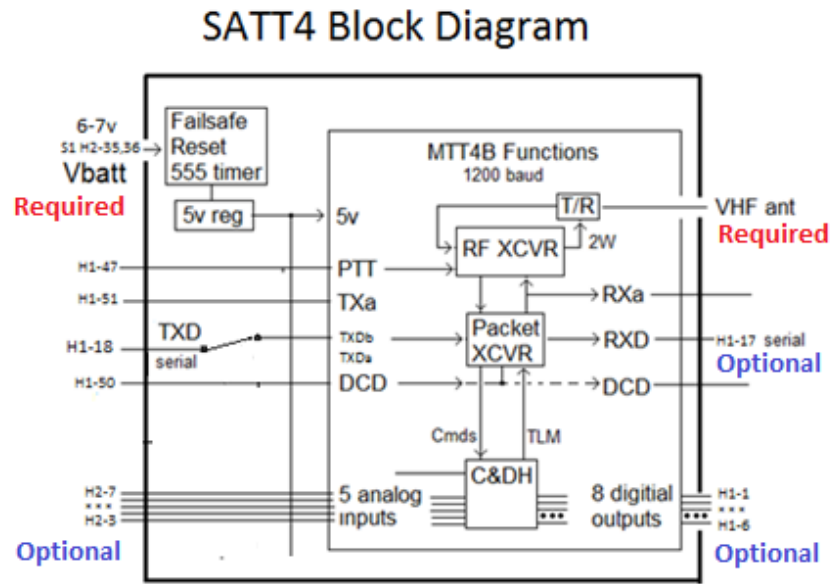 SATT4 Block Diagram
6-7v
S1 H2-35,36
Vbatt
Required
Failsafe
Reset
555 timer
5v reg
MTT4B Functions
1200 baud
5v
T/R
VHF ant
Required
RF XCVR
2W
H1-47
PTT
H1-51
TXa
RXa
H1-18
TXD
serial
TXDb
TXDa
Packet
XCVR
RXD
H1-17 serial
Optional
H1-50
DCD
DCD
Cmds
TLM
C&DH
H2-7
***
H2-3
Optional
5 analog
inputs
8 digitial
outputs
H1-1
***
H1-6
Optional